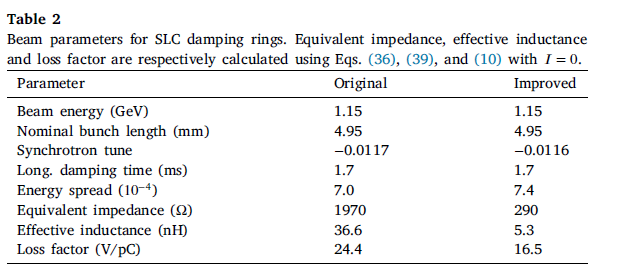 Table 2
Beam parameters for SLC damping rings. Equivalent impedance, effective inductance
and loss factor are respectively calculated using Eqs. (36), (39), and (10) with I = 0.
Parameter Original Improved
Beam energy (GeV) 1.15 1.15
Nominal bunch length (mm) 4.95 4.95
Synchrotron tune −0.0117 −0.0116
Long. damping time (ms) 1.7 1.7
Energy spread (10⁻⁴) 7.0 7.4
Equivalent impedance (Ω) 1970 290
Effective inductance (nH) 36.6 5.3
Loss factor (V/pC) 24.4 16.5